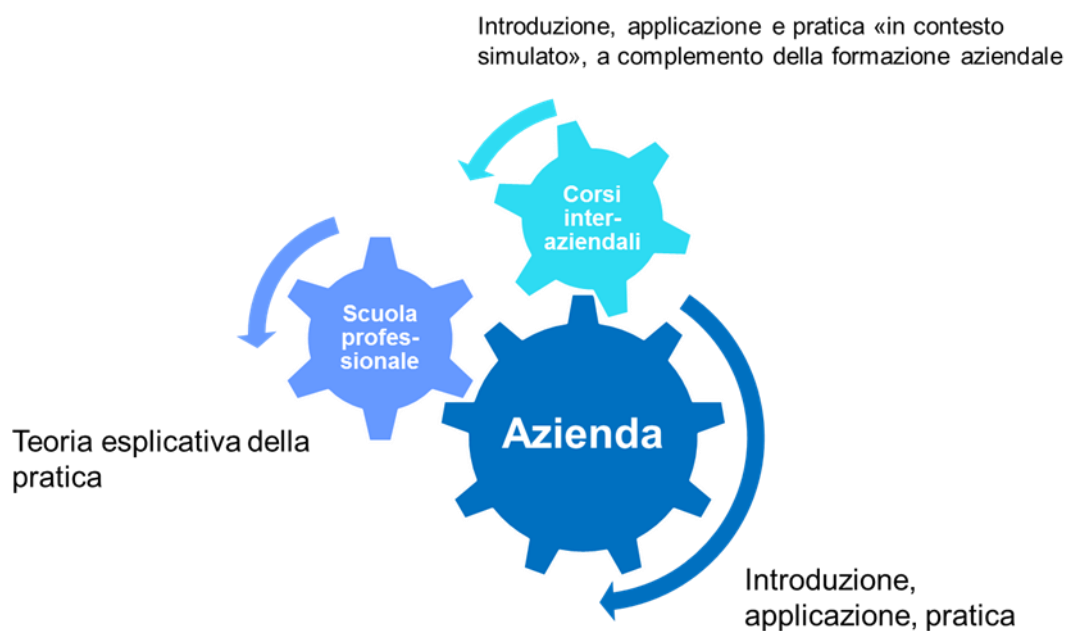 Introduzione, applicazione e pratica «in contesto
simulato», a complemento della formazione aziendale
Corsi
inter-
aziendali
Scuola
profes-
sionale
Azienda
Teoria esplicativa della
pratica
Introduzione,
applicazione, pratica